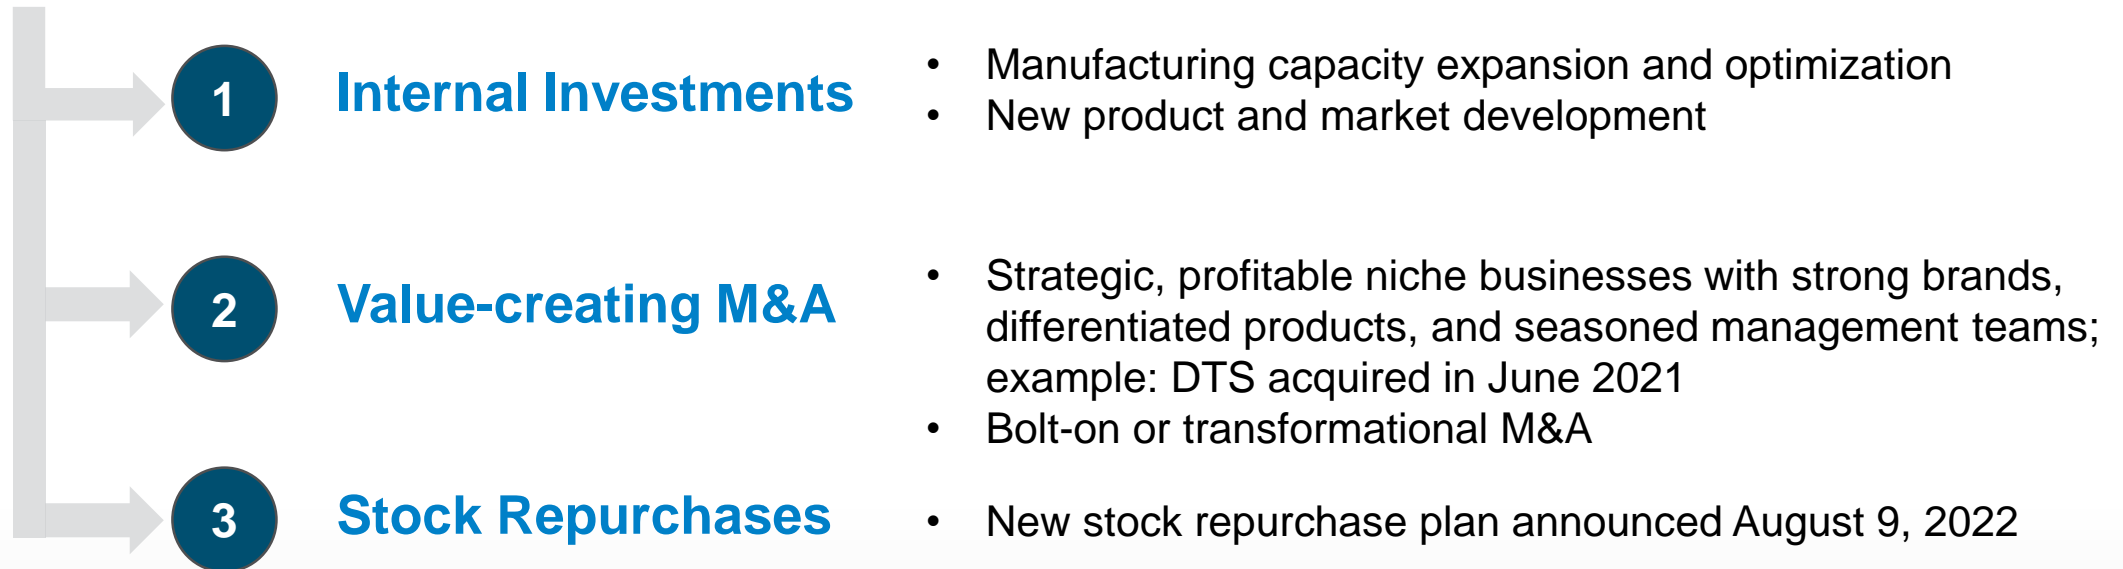 1
Internal Investments
• Manufacturing capacity expansion and optimization
• New product and market development
2
Value-creating M&A
• Strategic, profitable niche businesses with strong brands,
differentiated products, and seasoned management teams;
example: DTS acquired in June 2021
• Bolt-on or transformational M&A
3
Stock Repurchases
• New stock repurchase plan announced August 9, 2022